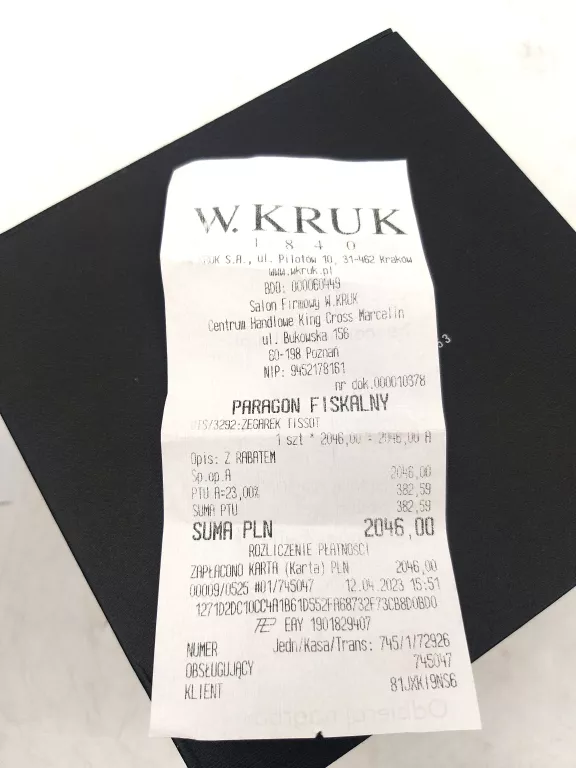 W.KRUK
1 8 4 0
S.A., ul. Pilotów 10, 31-462 Kraków
www.wkruk.pl
BDO: 000060449
Salon Firmowy W.KRUK
Centrum Handlowe King Cross Marcelin
ul. Bukowska 156
60-198 Poznań
NIP: 9452178161
nr dok.000010378
PARAGON FISKALNY
/3292:ZEGAREK TISSOT
1 szt * 2046,00 = 2046,00 A
Opis: Z RABATEM
Sp.op.A 2046,00
PTU A=23,00% 382,59
SUMA PTU 382,59
SUMA PLN 2046,00
ROZLICZENIE PŁATNOŚCI
ZAPŁACONO KARTA (Karta) PLN 2046,00
00009/0525 #01/745047 12.04.2023 15:51
1271D2DC10CC4A1B61D552FA68732F73CB8D0BD0
EAY 1901829407
NUMER Jedn/Kasa/Trans: 745/1/72926
OBSŁUGUJĄCY 745047
KLIENT 81JXKI9NS6